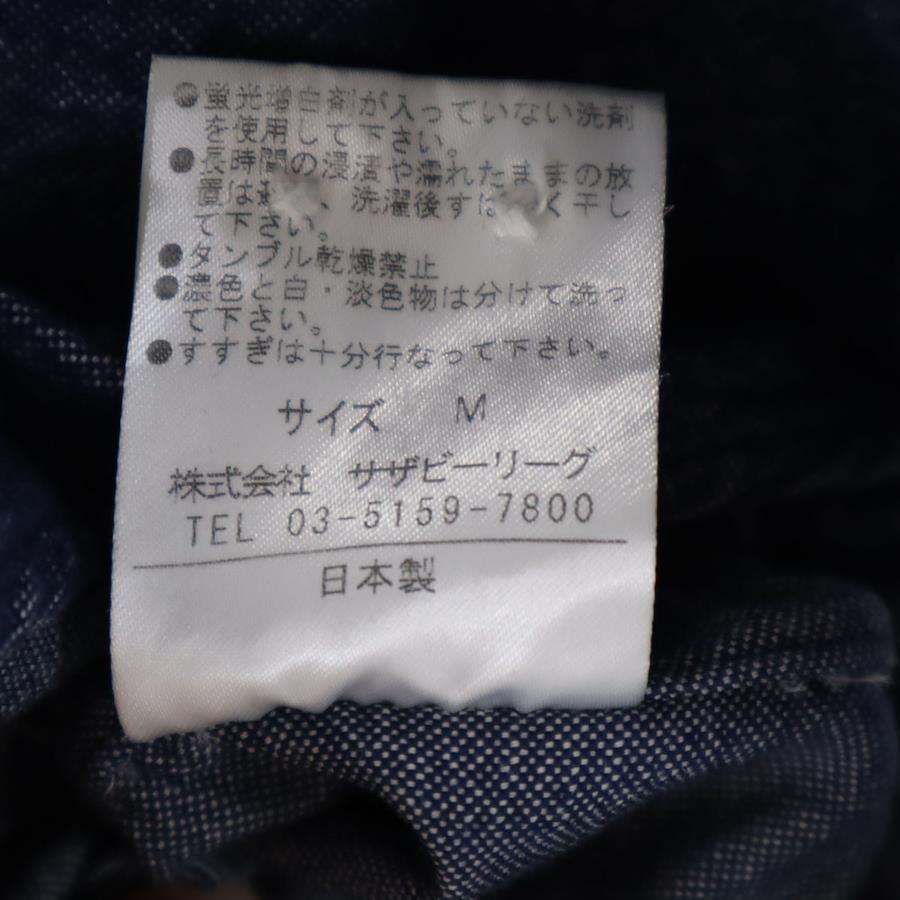 ●蛍光増白剤が入っていない洗剤
を使用して下さい。
●長時間の浸漬や濡れたままの放
置は、洗濯後すばく干し
て下さい。
●タンブル乾燥禁止
●濃色と白・淡色物は分けて洗っ
て下さい。
●すすぎは十分行なって下さい。
サイズ M
株式会社 サザビーリーグ
TEL 03-5159-7800
日本製